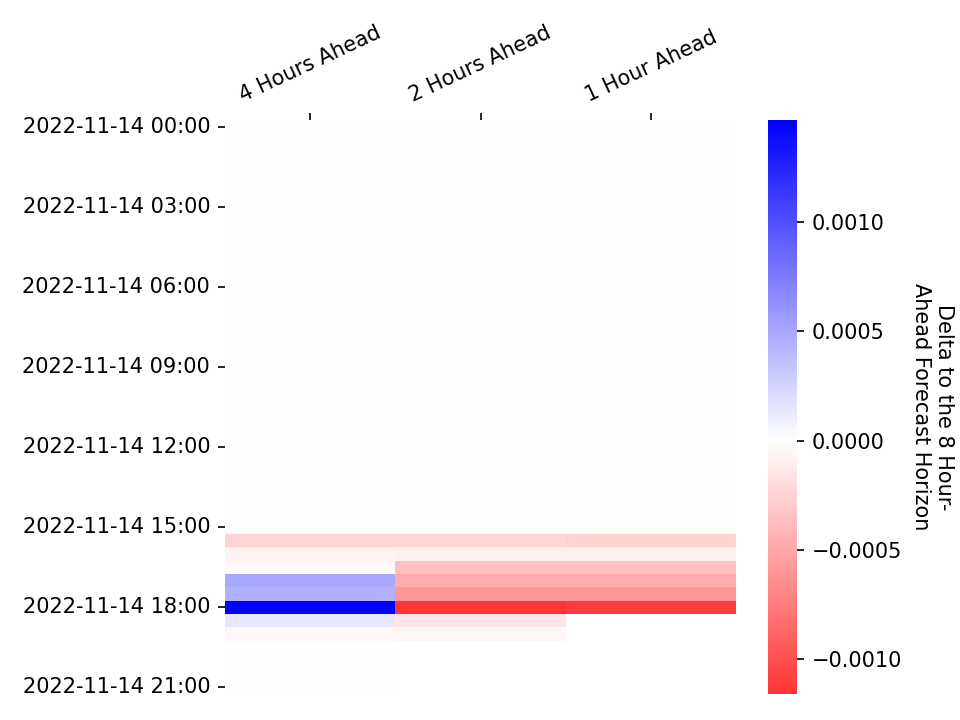 4 Hours Ahead
2 Hours Ahead
1 Hour Ahead
2022-11-14 00:00
2022-11-14 03:00
2022-11-14 06:00
2022-11-14 09:00
2022-11-14 12:00
2022-11-14 15:00
2022-11-14 18:00
2022-11-14 21:00
0.0010
0.0005
0.0000
−0.0005
−0.0010
Delta to the 8 Hour-
Ahead Forecast Horizon